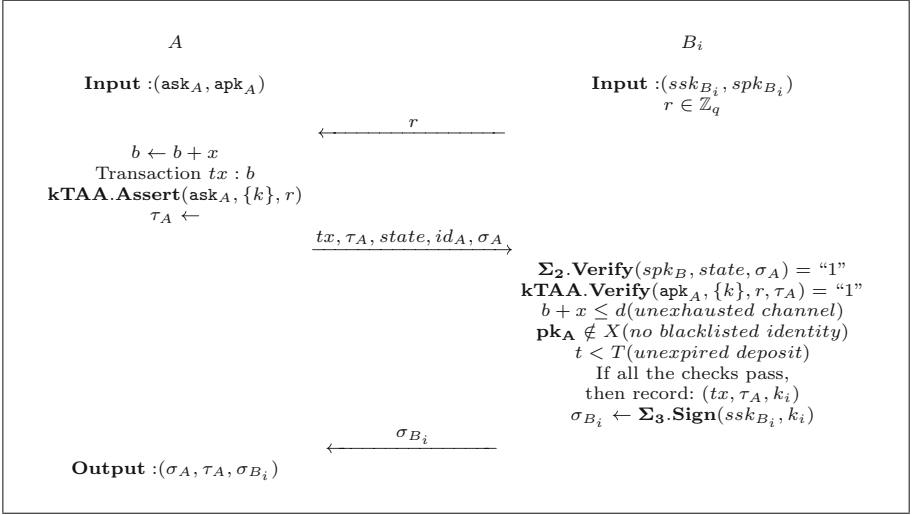 A
B_i
Input :(ask_A, apk_A)
Input :(ssk_{B_i}, spk_{B_i})
r ∈ ℤ_q
r
b ← b + x
Transaction tx : b
kTAA.Assert(ask_A, {k}, r)
τ_A ←
tx, τ_A, state, id_A, σ_A
Σ_2.Verify(spk_B, state, σ_A) = “1”
kTAA.Verify(apk_A, {k}, r, τ_A) = “1”
b + x ≤ d(unexhausted channel)
pk_A ∉ X(no blacklisted identity)
t < T(unexpired deposit)
If all the checks pass,
then record: (tx, τ_A, k_i)
σ_{B_i} ← Σ_3.Sign(ssk_{B_i}, k_i)
σ_{B_i}
Output :(σ_A, τ_A, σ_{B_i})